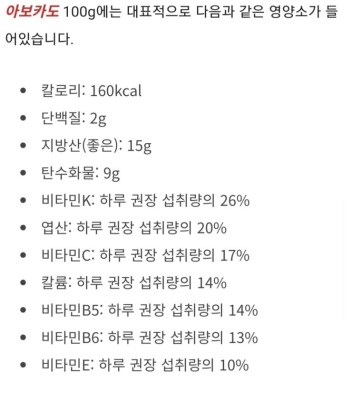 아보카도 100g에는 대표적으로 다음과 같은 영양소가 들
어있습니다.
• 칼로리: 160kcal
• 단백질: 2g
• 지방산(좋은): 15g
• 탄수화물: 9g
• 비타민K: 하루 권장 섭취량의 26%
• 엽산: 하루 권장 섭취량의 20%
• 비타민C: 하루 권장 섭취량의 17%
• 칼륨: 하루 권장 섭취량의 14%
• 비타민B5: 하루 권장 섭취량의 14%
• 비타민B6: 하루 권장 섭취량의 13%
• 비타민E: 하루 권장 섭취량의 10%